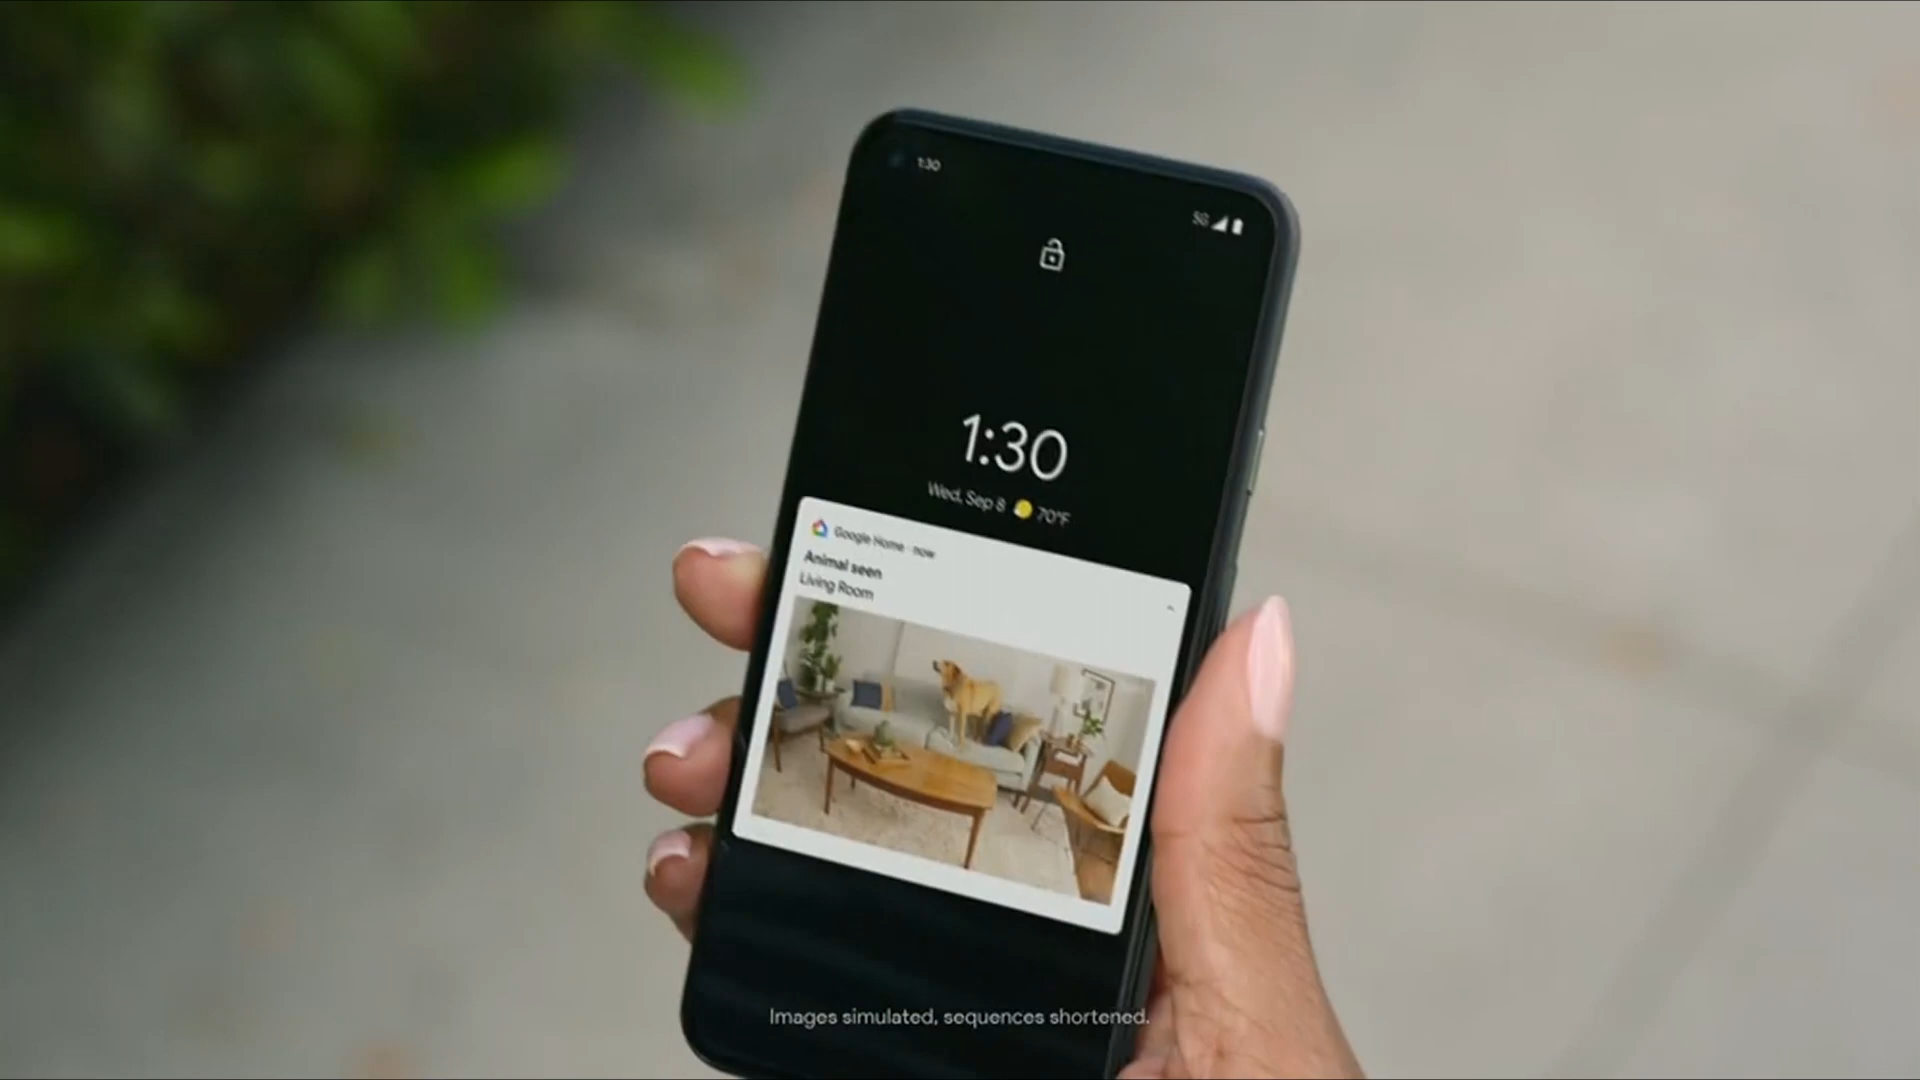 1:30
5G
1:30
Wed, Sep 8 70°F
Google Home · now
Animal seen
Living Room
Images simulated, sequences shortened.